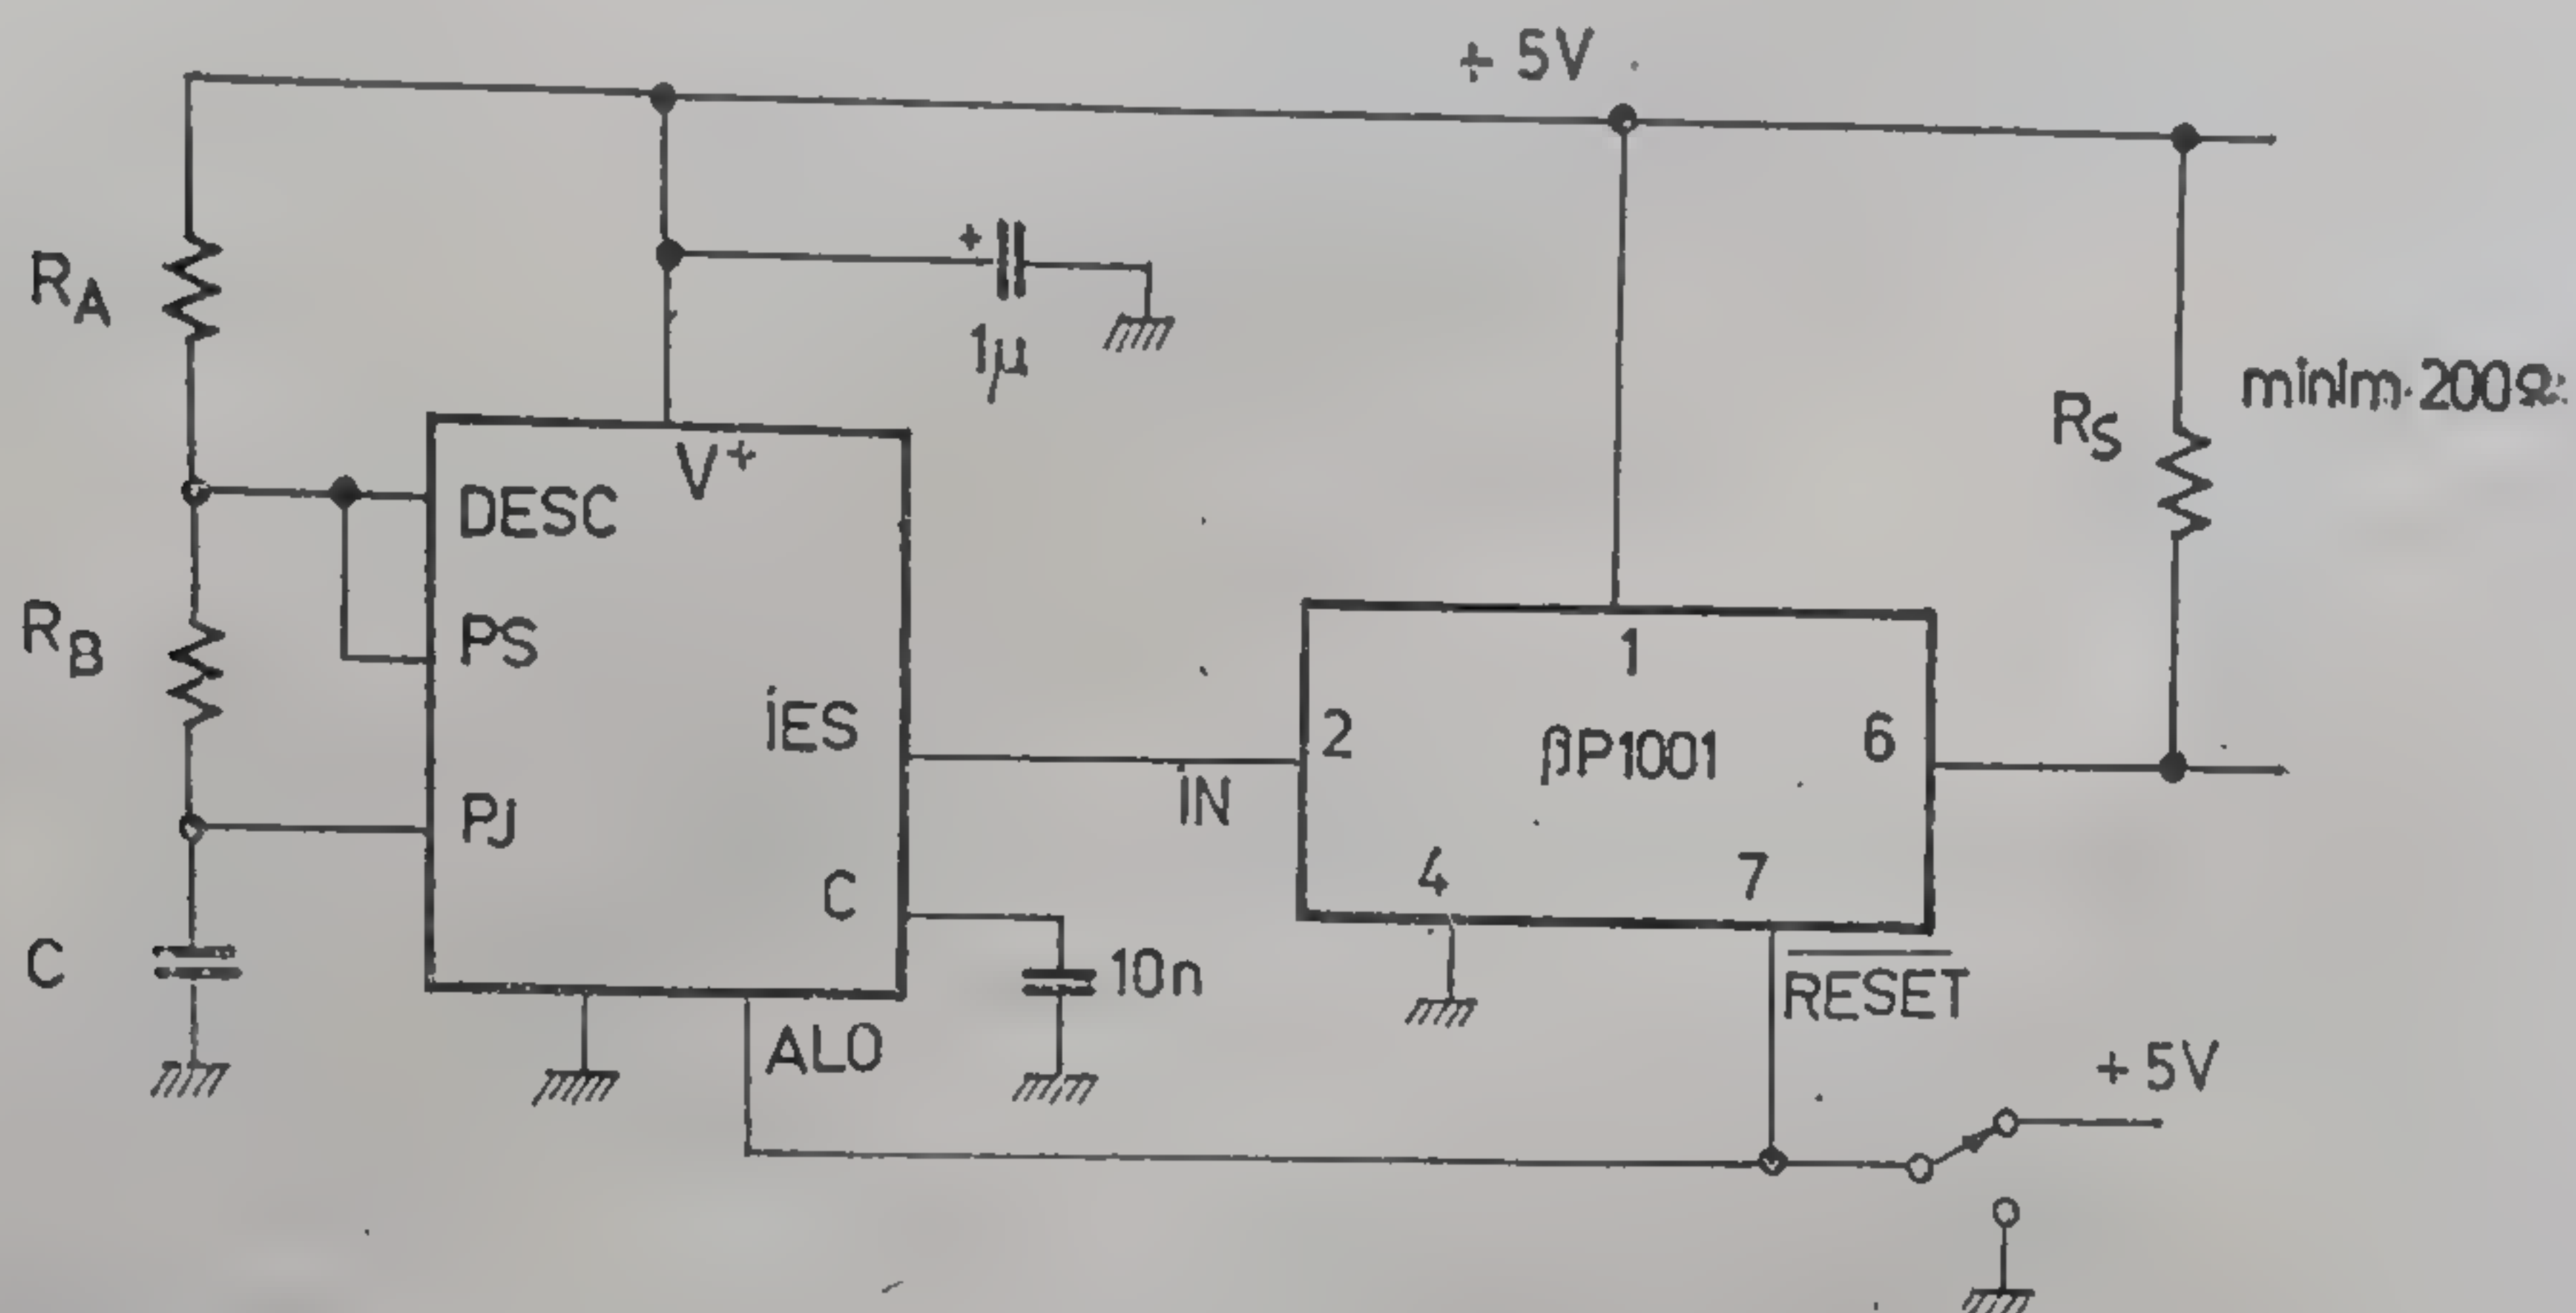 + 5V
RA
+
1µ
minim. 200Ω
RS
V+
DESC
RB
PS
iES
1
2
βP1001
6
iN
PJ
4
7
C
C
10n
RESET
ALO
+ 5V